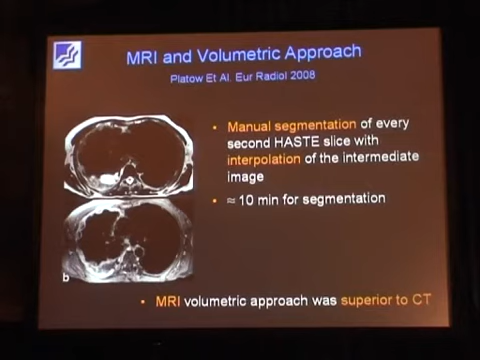 MRI and Volumetric Approach
Platow Et Al. Eur Radiol 2008
• Manual segmentation of every
second HASTE slice with
interpolation of the intermediate
image
• ≈ 10 min for segmentation
b
• MRI volumetric approach was superior to CT